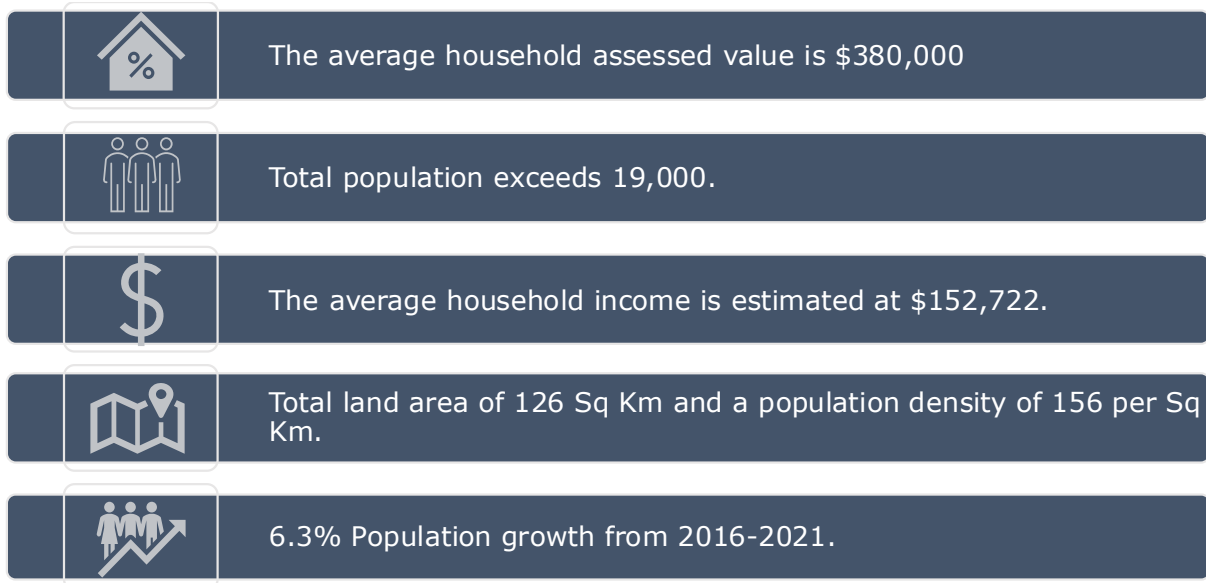 %
The average household assessed value is $380,000
Total population exceeds 19,000.
$
The average household income is estimated at $152,722.
Total land area of 126 Sq Km and a population density of 156 per Sq
Km.
6.3% Population growth from 2016-2021.